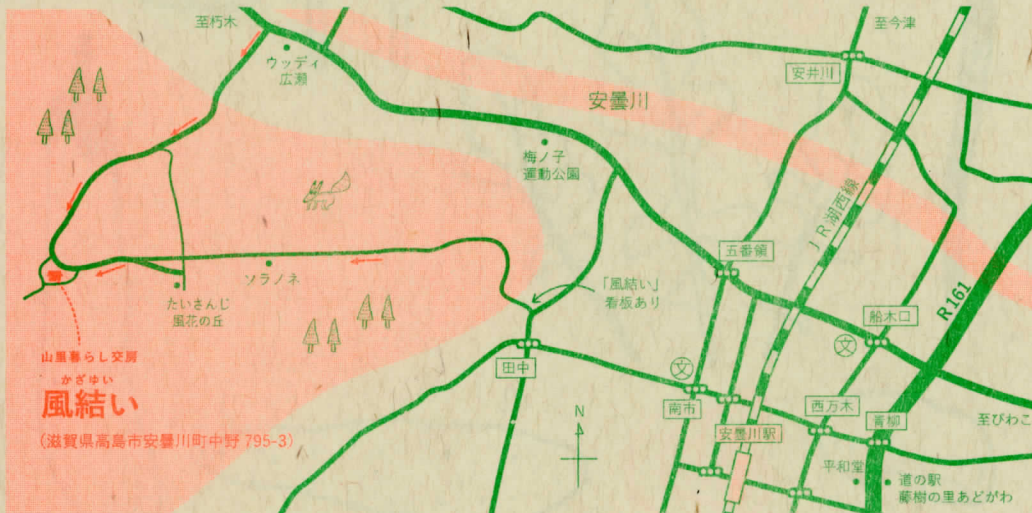 至朽木
ウッディ
広瀬
至今津
安井川
安曇川
梅ノ子
運動公園
JR湖西線
五番領
R161
船木口
「風結い」
看板あり
ソラノネ
たいさんじ
風花の丘
山里暮らし交房
かざゆい
風結い
(滋賀県高島市安曇川町中野 795-3)
田中
文
文
南市
西万木
青柳
至びわこ
安曇川駅
N
平和堂
道の駅
藤樹の里あどがわ